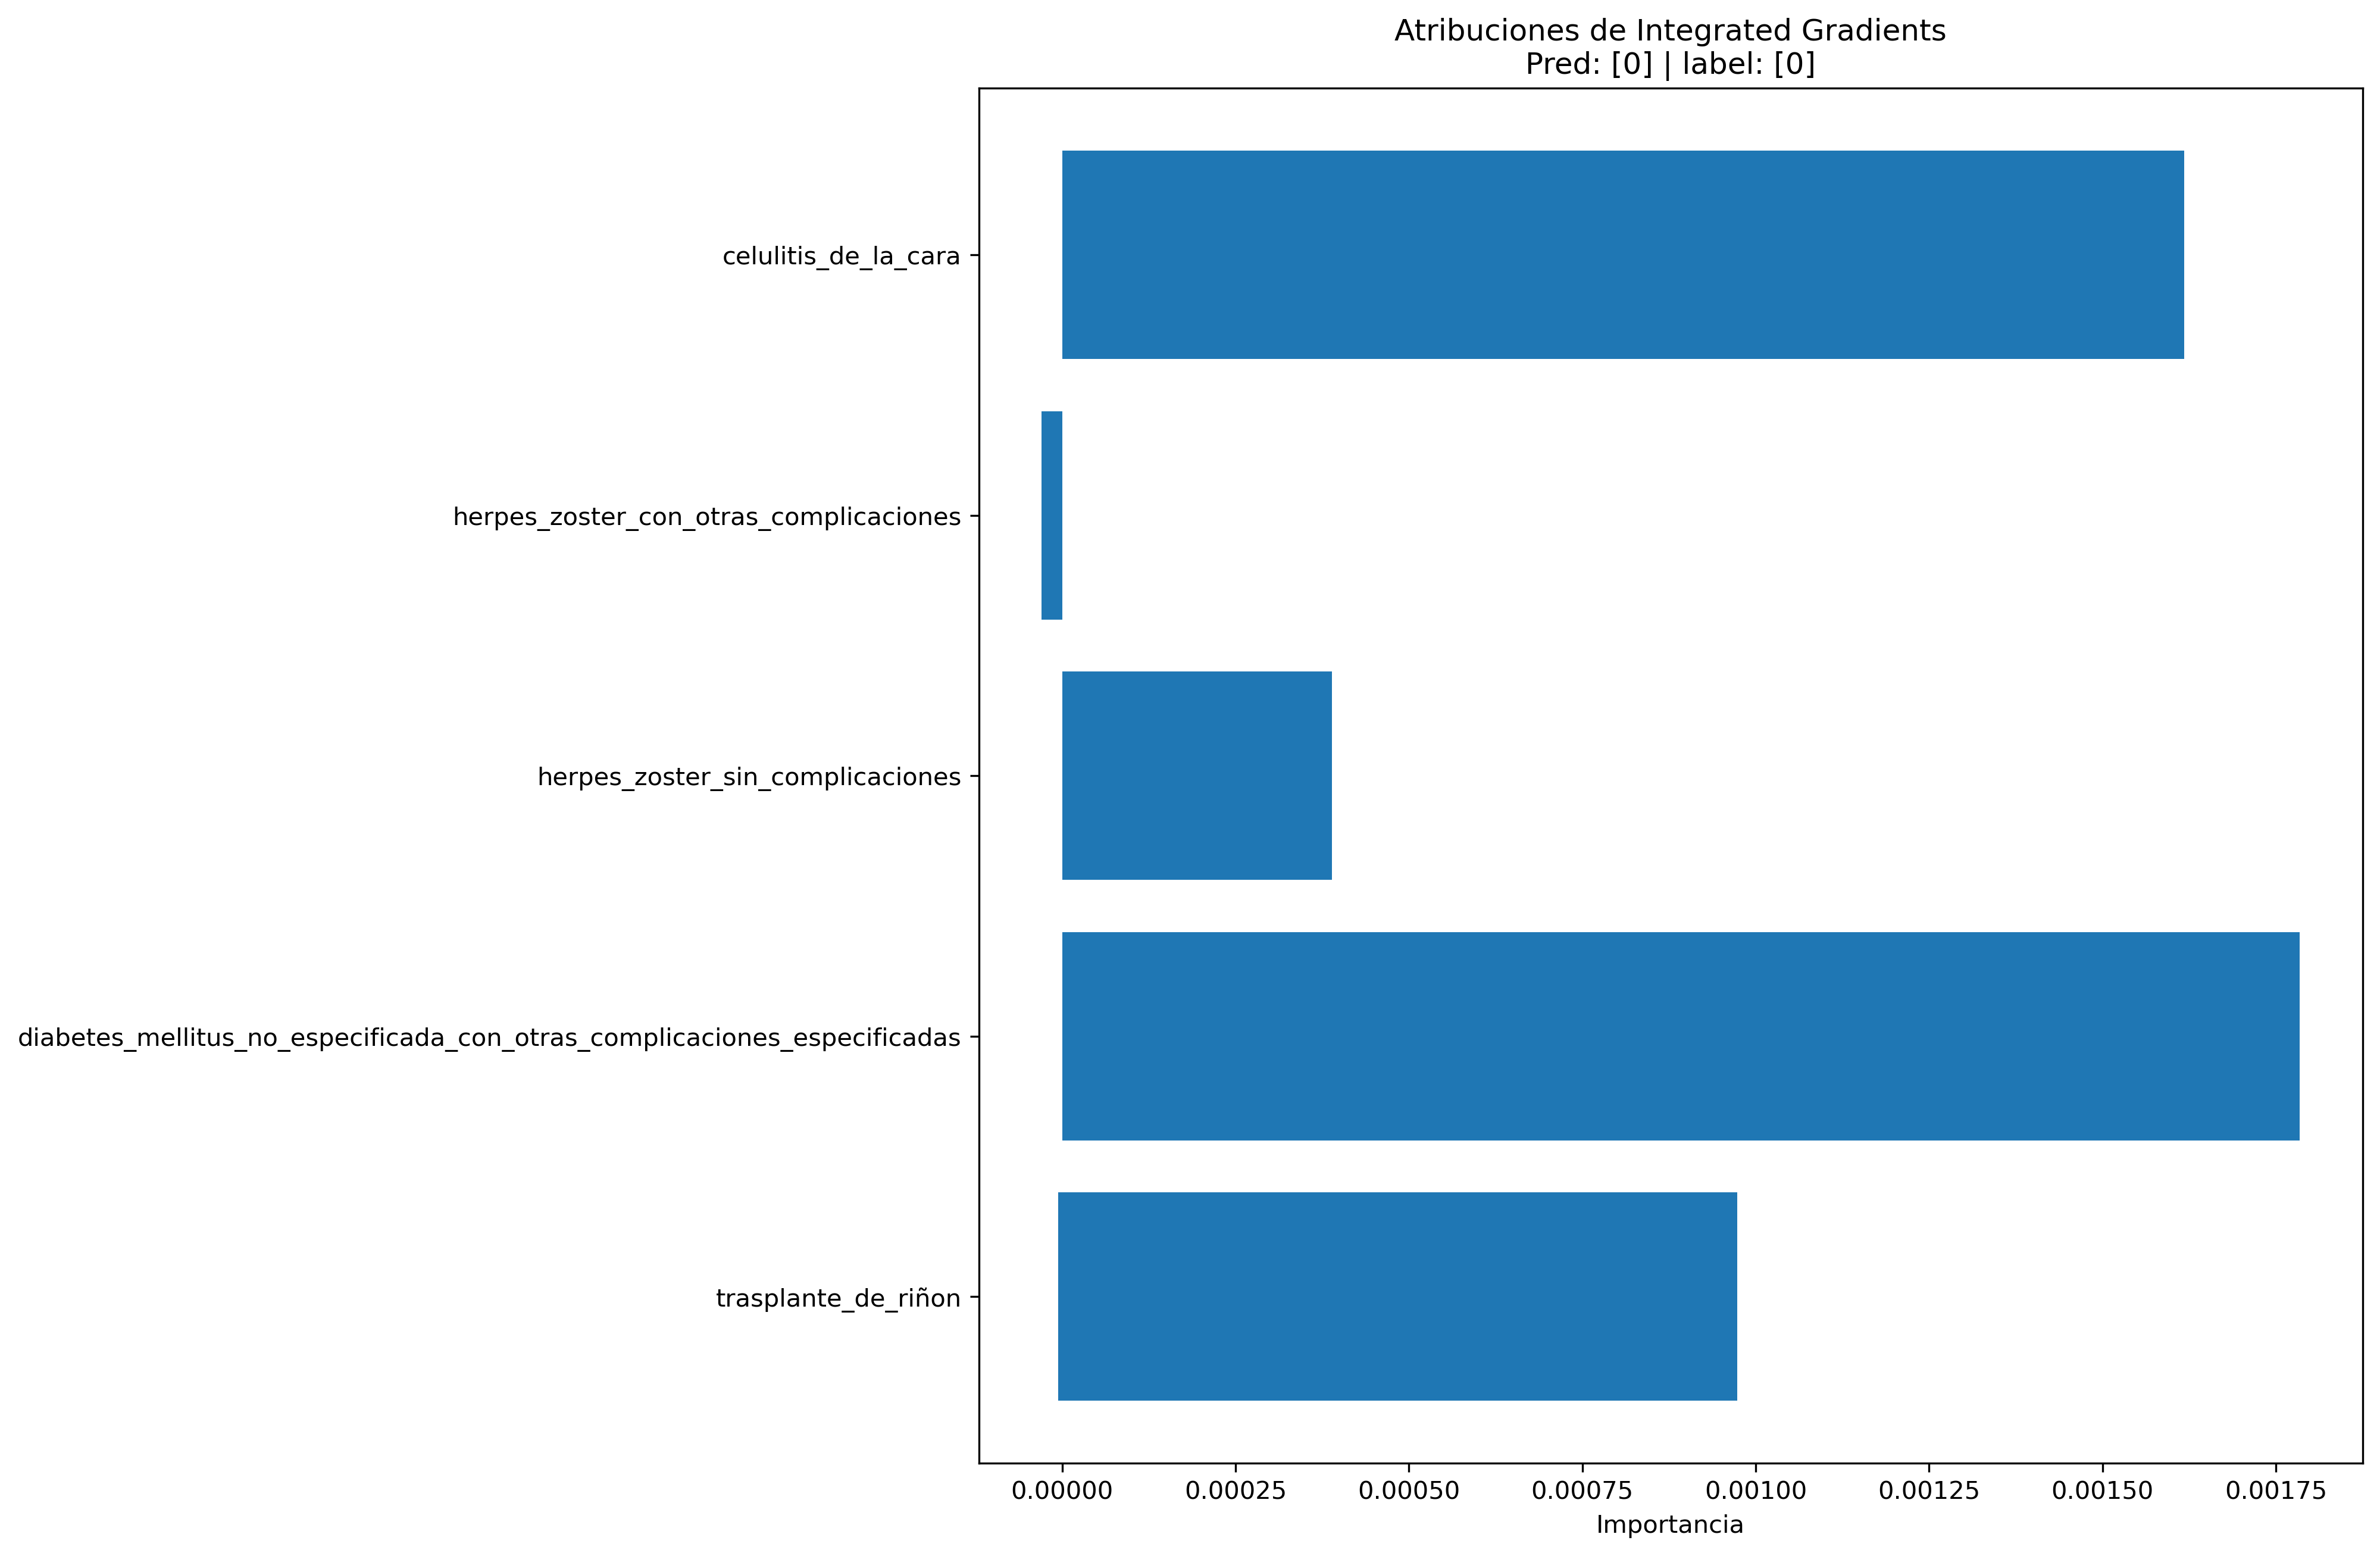 Atribuciones de Integrated Gradients
Pred: [0] | label: [0]
celulitis_de_la_cara
herpes_zoster_con_otras_complicaciones
herpes_zoster_sin_complicaciones
diabetes_mellitus_no_especificada_con_otras_complicaciones_especificadas
trasplante_de_riñon
0.00000 0.00025 0.00050 0.00075 0.00100 0.00125 0.00150 0.00175
Importancia